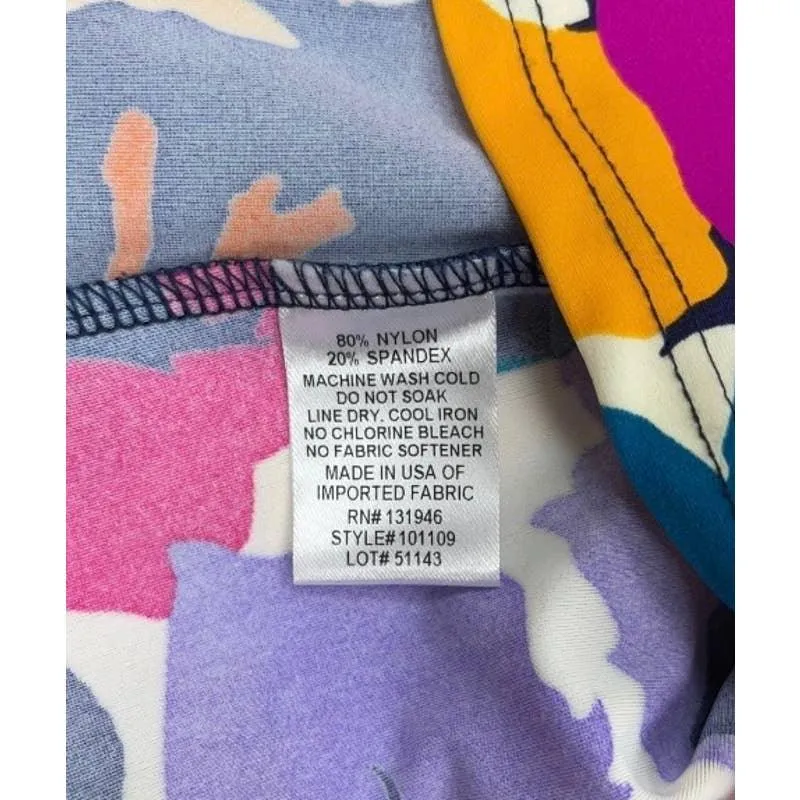 80% NYLON
20% SPANDEX
MACHINE WASH COLD
DO NOT SOAK
LINE DRY, COOL IRON
NO CHLORINE BLEACH
NO FABRIC SOFTENER
MADE IN USA OF
IMPORTED FABRIC
RN# 131946
STYLE#101109
LOT# 51143